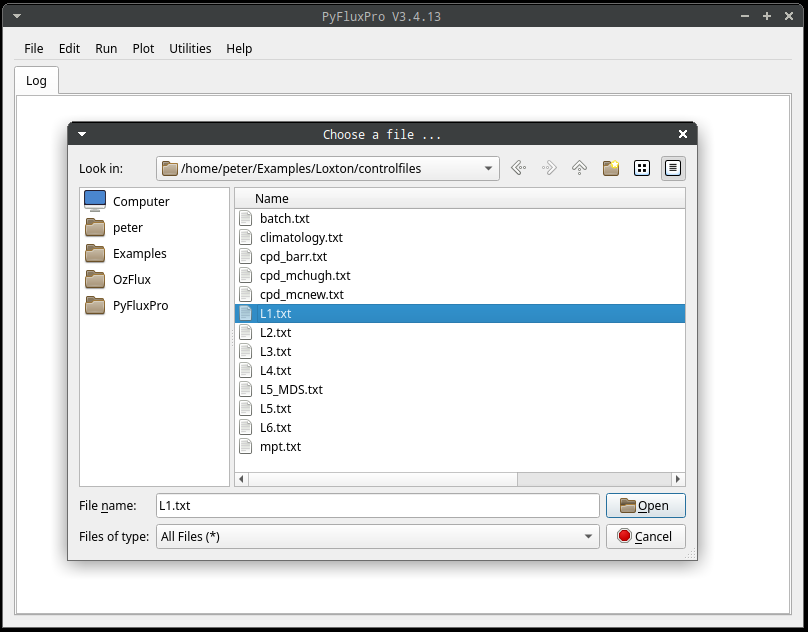 PyFluxPro V3.4.13
File Edit Run Plot Utilities Help
Log
Choose a file ...
Look in: /home/peter/Examples/Loxton/controlfiles
Computer
peter
Examples
OzFlux
PyFluxPro
Name
batch.txt
climatology.txt
cpd_barr.txt
cpd_mchugh.txt
cpd_mcnew.txt
L1.txt
L2.txt
L3.txt
L4.txt
L5_MDS.txt
L5.txt
L6.txt
mpt.txt
File name: L1.txt Open
Files of type: All Files (*) Cancel